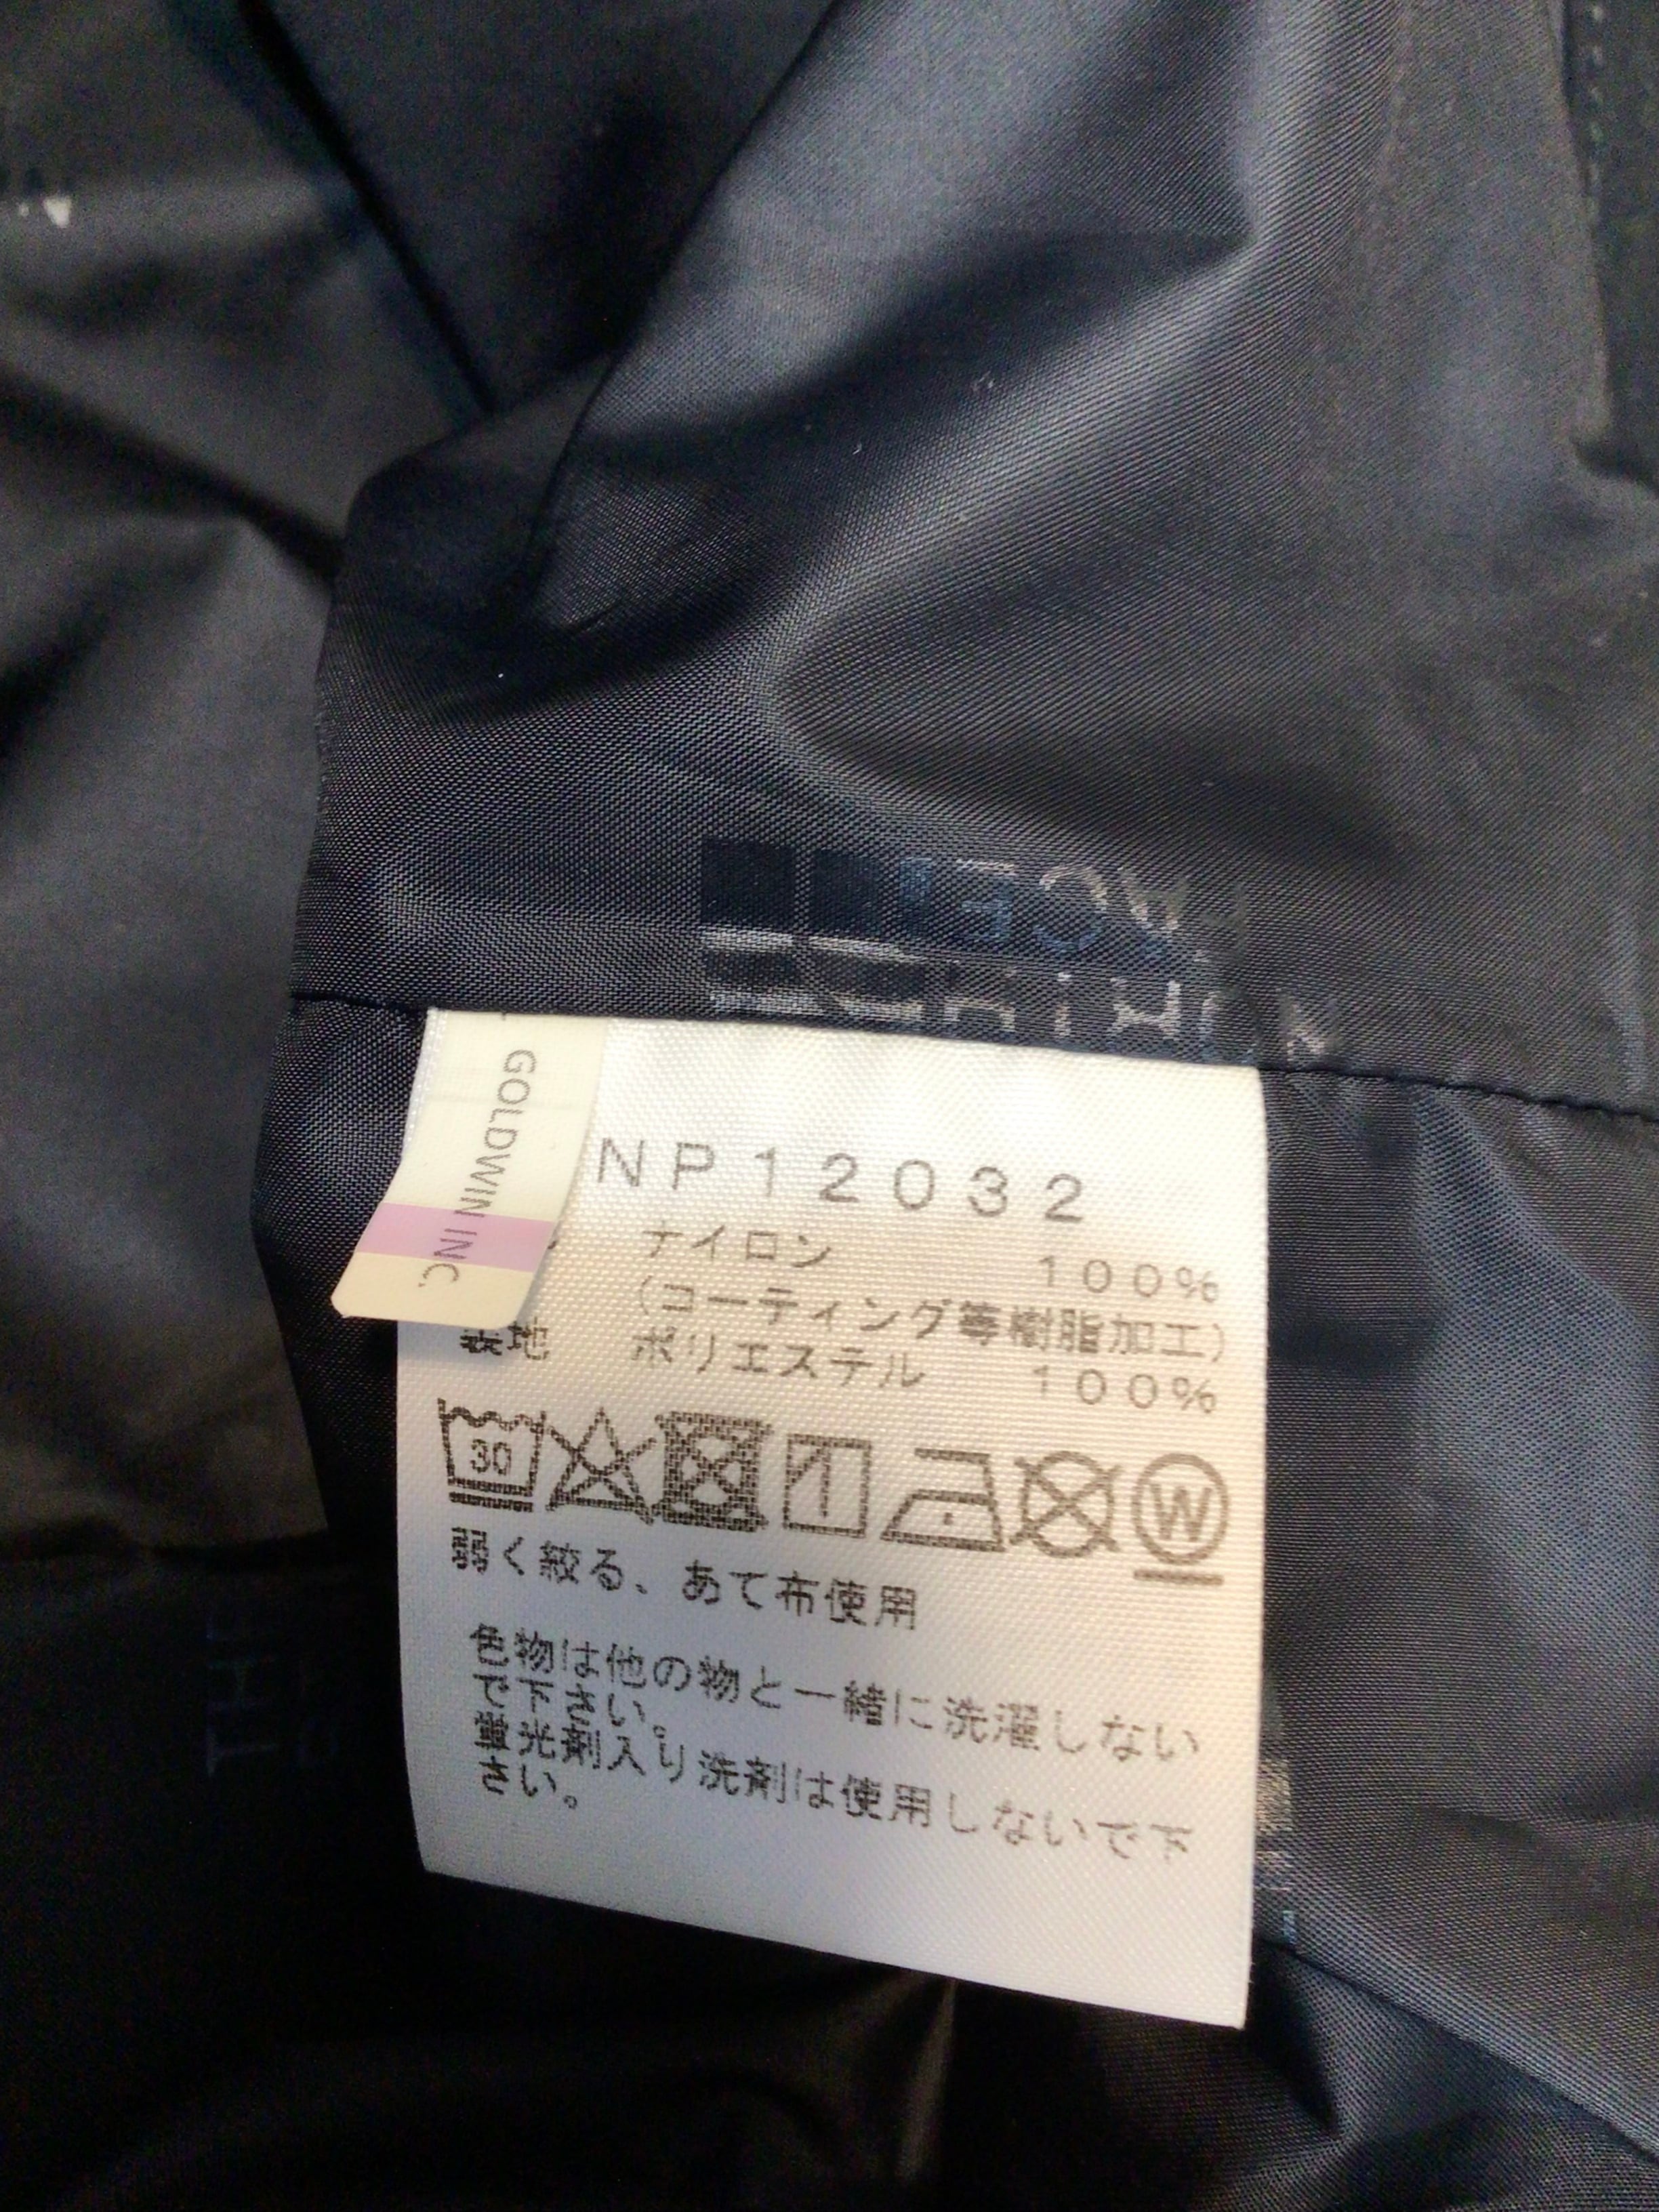 GOLDWIN INC.
NP12032
ナイロン 100%
(コーティング等樹脂加工)
裏地 ポリエステル 100%
30
W
弱く絞る、あて布使用
色物は他の物と一緒に洗濯しない
で下さい。
蛍光剤入り洗剤は使用しないで下
さい。